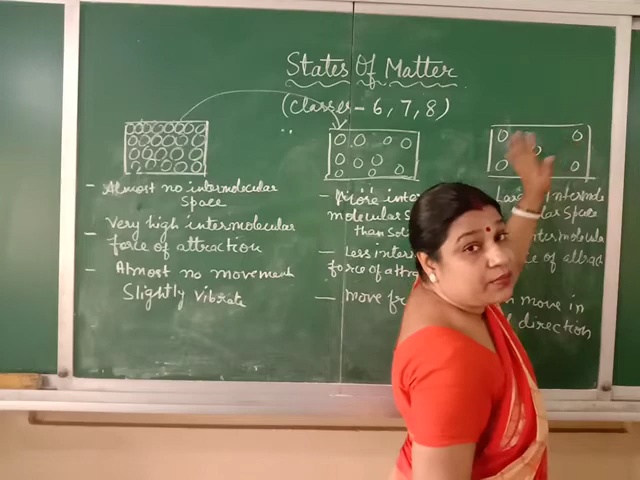 States Of Matter
(Classes - 6, 7, 8)
- Almost no intermolecular
space
- Very high intermolecular
force of attraction
- Almost no movement
Slightly vibrate
- More inter
molecular S
than Sol
- Less inter
force of attra
- move fr
Large Intermole
lar Space
intermolecular
ce of attrac
n move in
direction